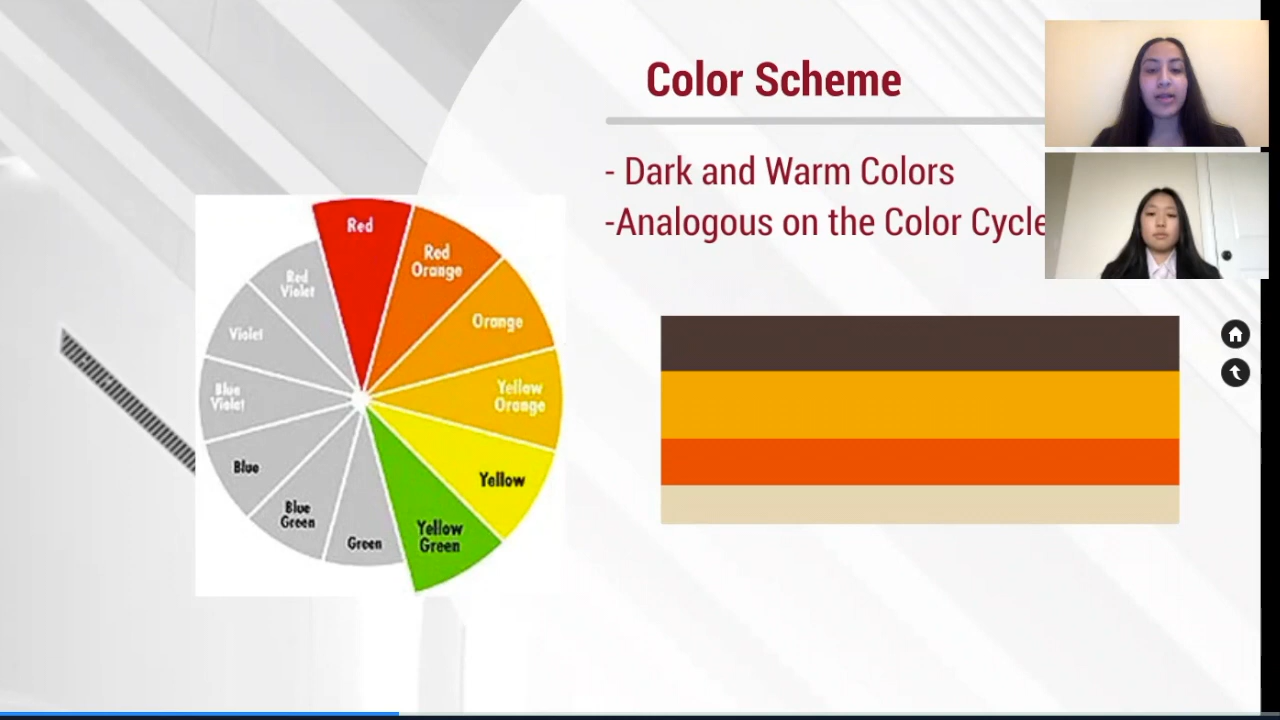 Color Scheme
- Dark and Warm Colors
-Analogous on the Color Cycle
Red
Red
Orange
Orange
Yellow
Orange
Yellow
Yellow
Green
Green
Blue
Green
Blue
Blue
Violet
Violet
Red
Violet